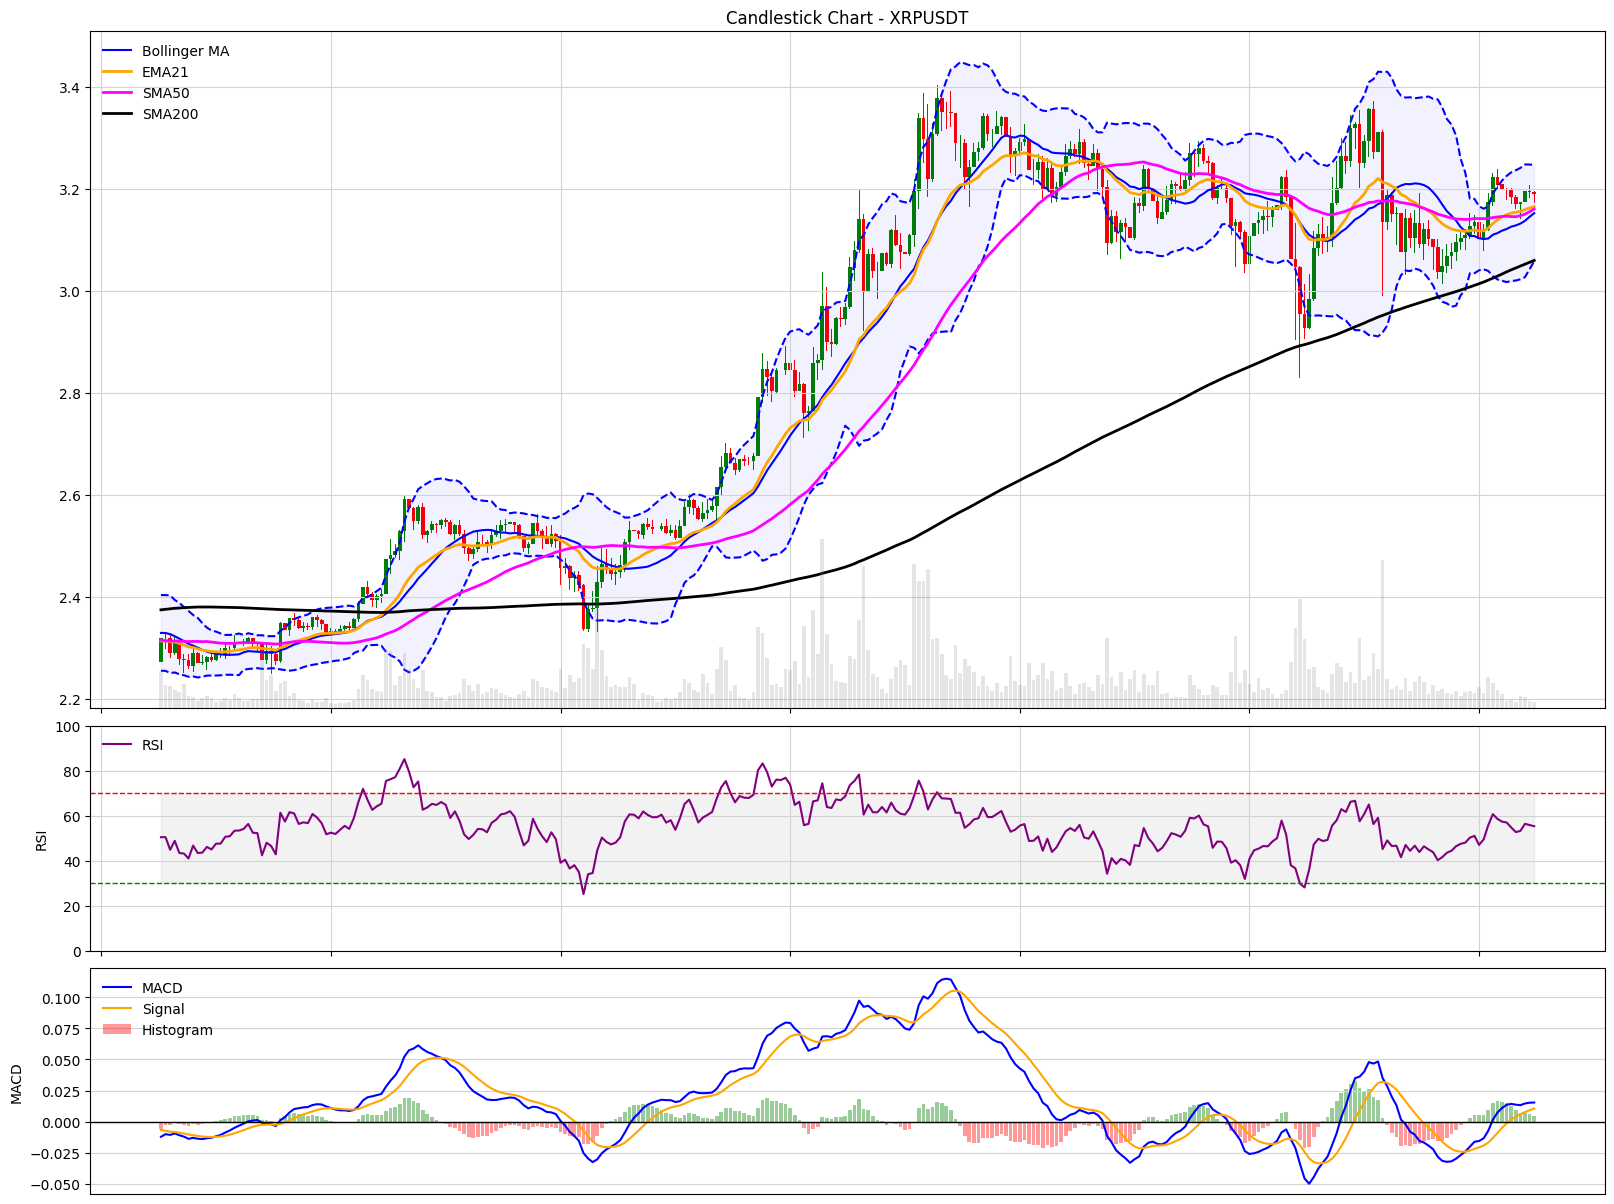 Candlestick Chart - XRPUSDT
Bollinger MA
EMA21
SMA50
SMA200
3.4
3.2
3.0
2.8
2.6
2.4
2.2
RSI
100
80
60
40
20
0
RSI
MACD
Signal
Histogram
0.100
0.075
0.050
0.025
0.000
−0.025
−0.050
MACD